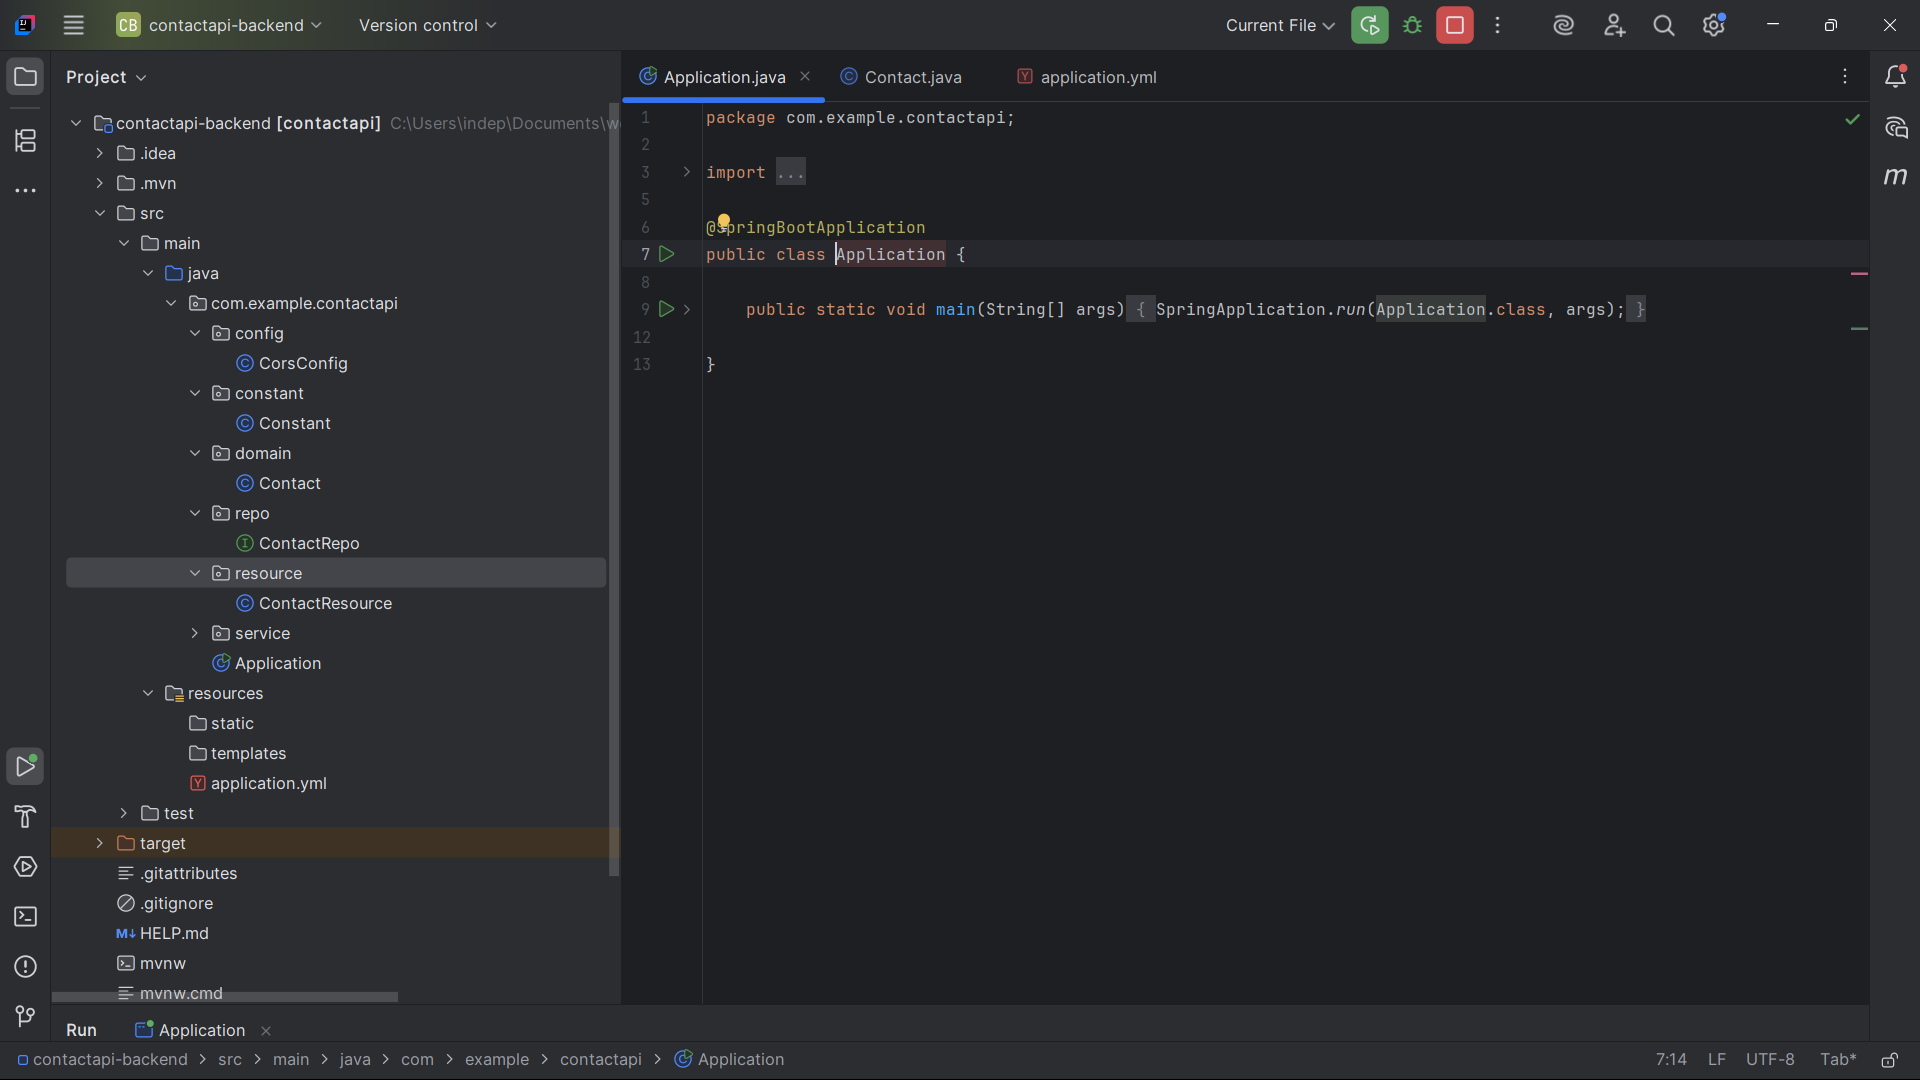 CB contactapi-backend
Version control
Current File
Project
contactapi-backend [contactapi] C:\Users\indep\Documents\w
.idea
.mvn
src
main
java
com.example.contactapi
config
CorsConfig
constant
Constant
domain
Contact
repo
ContactRepo
resource
ContactResource
service
Application
resources
static
templates
application.yml
test
target
.gitattributes
.gitignore
M↓ HELP.md
mvnw
mvnw.cmd
Application.java
Contact.java
application.yml
1 package com.example.contactapi;
2
3 import ...
5
6 @SpringBootApplication
7 public class Application {
8
9 public static void main(String[] args) { SpringApplication.run(Application.class, args); }
12
13 }
m
Run
Application
contactapi-backend > src > main > java > com > example > contactapi > Application
7:14 LF UTF-8 Tab*